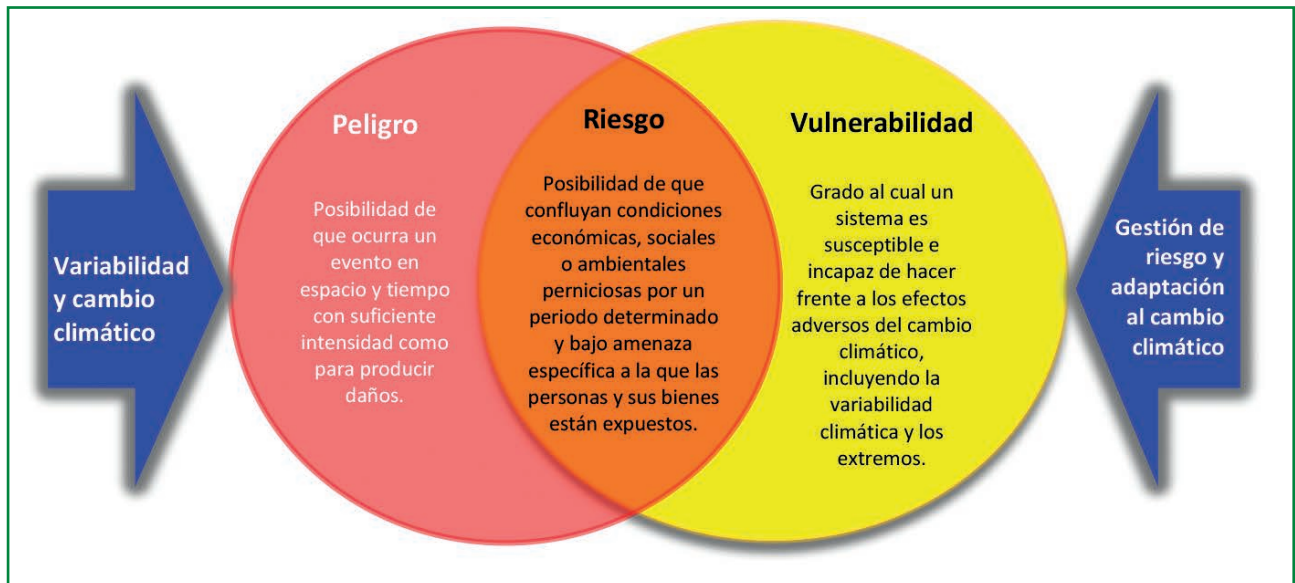 Variabilidad
y cambio
climático
Peligro
Posibilidad de
que ocurra un
evento en
espacio y tiempo
con suficiente
intensidad como
para producir
daños.
Riesgo
Posibilidad de que
confluyan condiciones
económicas, sociales
o ambientales
perniciosas por un
periodo determinado
y bajo amenaza
específica a la que las
personas y sus bienes
están expuestos.
Vulnerabilidad
Grado al cual un
sistema es
susceptible e
incapaz de hacer
frente a los efectos
adversos del cambio
climático,
incluyendo la
variabilidad
climática y los
extremos.
Gestión de
riesgo y
adaptación
al cambio
climático